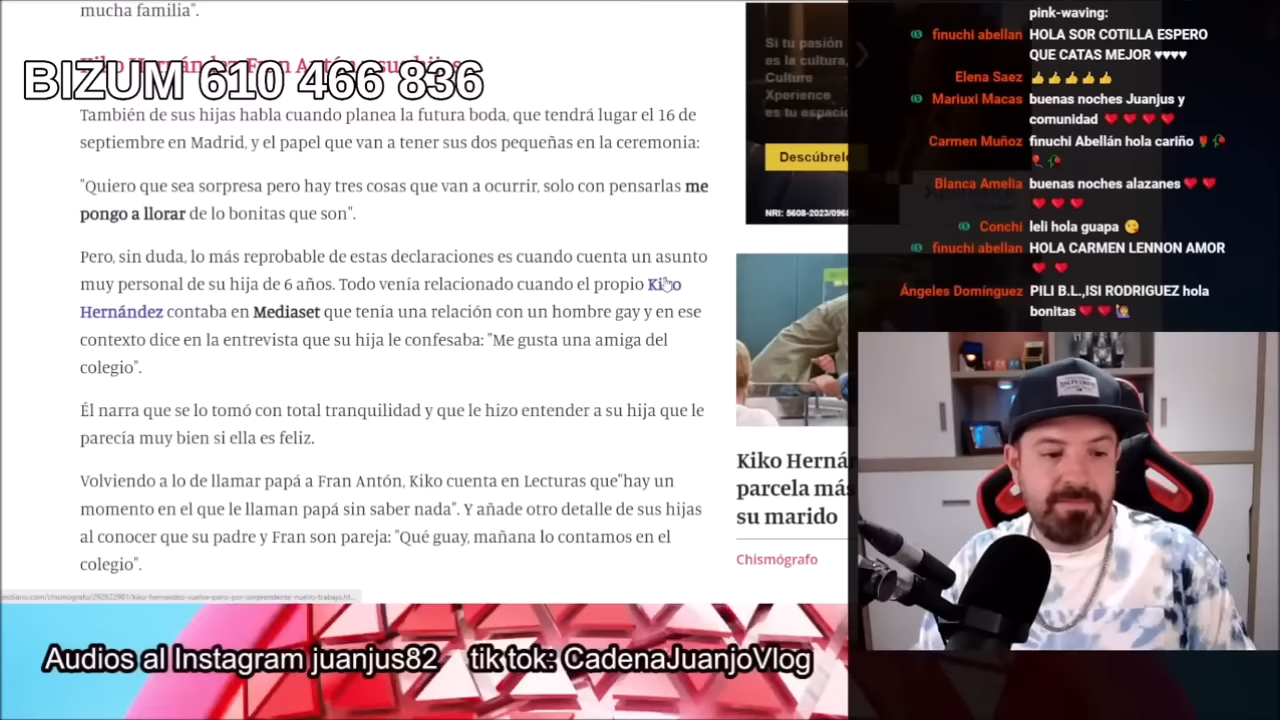 mucha familia".
Kiko Hernández, Fran Antón y sus hijas
BIZUM 610 466 836
También de sus hijas habla cuando planea la futura boda, que tendrá lugar el 16 de
septiembre en Madrid, y el papel que van a tener sus dos pequeñas en la ceremonia:
"Quiero que sea sorpresa pero hay tres cosas que van a ocurrir, solo con pensarlas me
pongo a llorar de lo bonitas que son".
Pero, sin duda, lo más reprobable de estas declaraciones es cuando cuenta un asunto
muy personal de su hija de 6 años. Todo venía relacionado cuando el propio Kiko
Hernández contaba en Mediaset que tenía una relación con un hombre gay y en ese
contexto dice en la entrevista que su hija le confesaba: "Me gusta una amiga del
colegio".
Él narra que se lo tomó con total tranquilidad y que le hizo entender a su hija que le
parecía muy bien si ella es feliz.
Volviendo a lo de llamar papá a Fran Antón, Kiko cuenta en Lecturas que"hay un
momento en el que le llaman papá sin saber nada". Y añade otro detalle de sus hijas
al conocer que su padre y Fran son pareja: "Qué guay, mañana lo contamos en el
colegio".
Si tu pasión
es la cultura,
Culture
Xperience
es tu espacio
Descúbrelo
NRI: 5608-2023/0968
Kiko Hernán
parcela más
su marido
Chismógrafo
pink-waving:
finuchi abellan HOLA SOR COTILLA ESPERO
QUE CATAS MEJOR ♥♥♥♥
Elena Saez 👍👍👍👍👍
Mariuxi Macas buenas noches Juanjus y
comunidad ❤️ ❤️ ❤️ ❤️
Carmen Muñoz finuchi Abellán hola cariño
Blanca Amelia buenas noches alazanes ❤️ ❤️
❤️ ❤️ ❤️
Conchi leli hola guapa 😘
finuchi abellan HOLA CARMEN LENNON AMOR
❤️ ❤️
Ángeles Domínguez PILI B.L.,ISI RODRIGUEZ hola
bonitas ❤️ ❤️
Audios al Instagram juanjus82 tik tok: CadenaJuanjoVlog